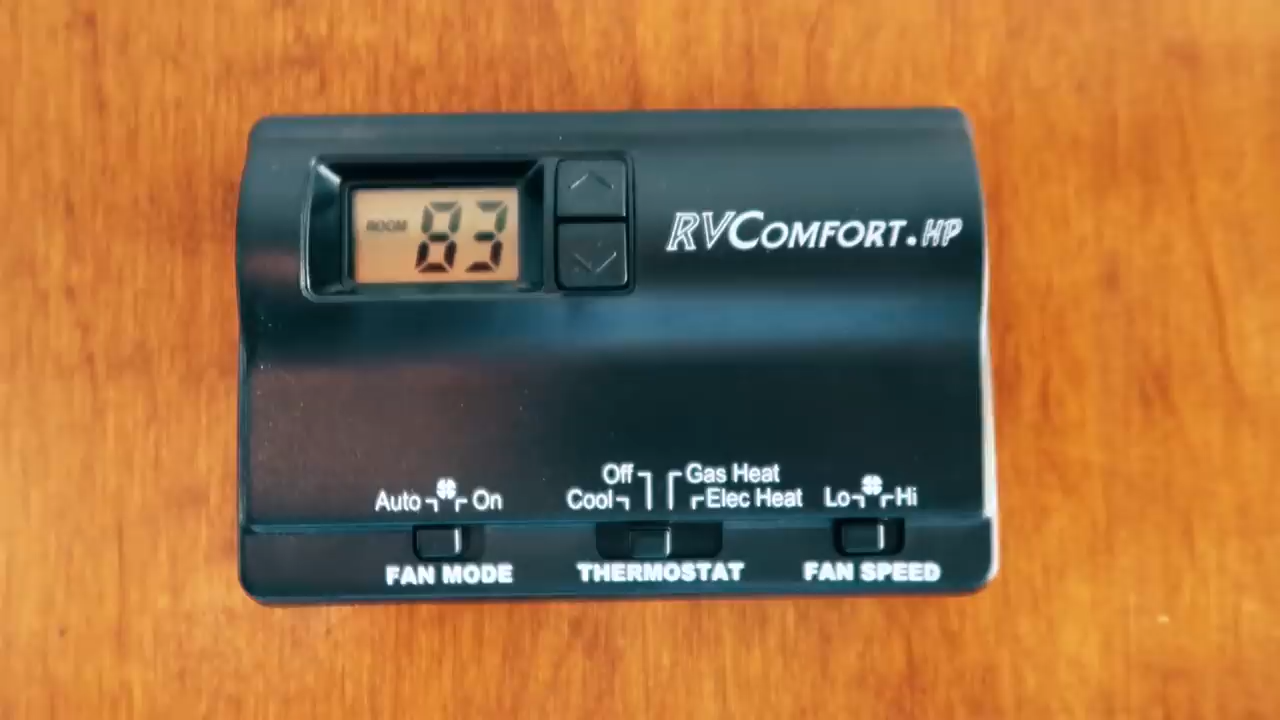 ROOM 83
RVCOMFORT.HP
Off Gas Heat
Auto On Cool Elec Heat Lo Hi
FAN MODE THERMOSTAT FAN SPEED